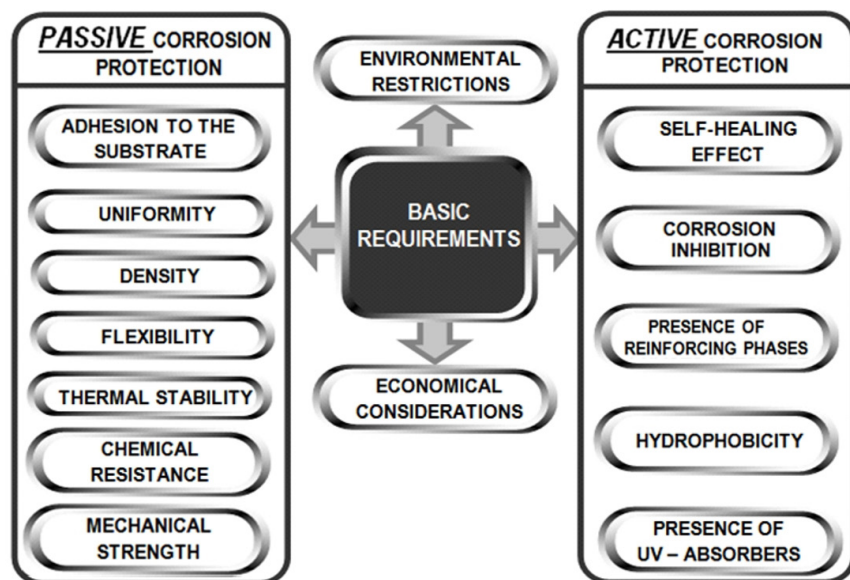 PASSIVE CORROSION
PROTECTION
ADHESION TO THE
SUBSTRATE
UNIFORMITY
DENSITY
FLEXIBILITY
THERMAL STABILITY
CHEMICAL
RESISTANCE
MECHANICAL
STRENGTH
ENVIRONMENTAL
RESTRICTIONS
BASIC
REQUIREMENTS
ECONOMICAL
CONSIDERATIONS
ACTIVE CORROSION
PROTECTION
SELF-HEALING
EFFECT
CORROSION
INHIBITION
PRESENCE OF
REINFORCING PHASES
HYDROPHOBICITY
PRESENCE OF
UV – ABSORBERS